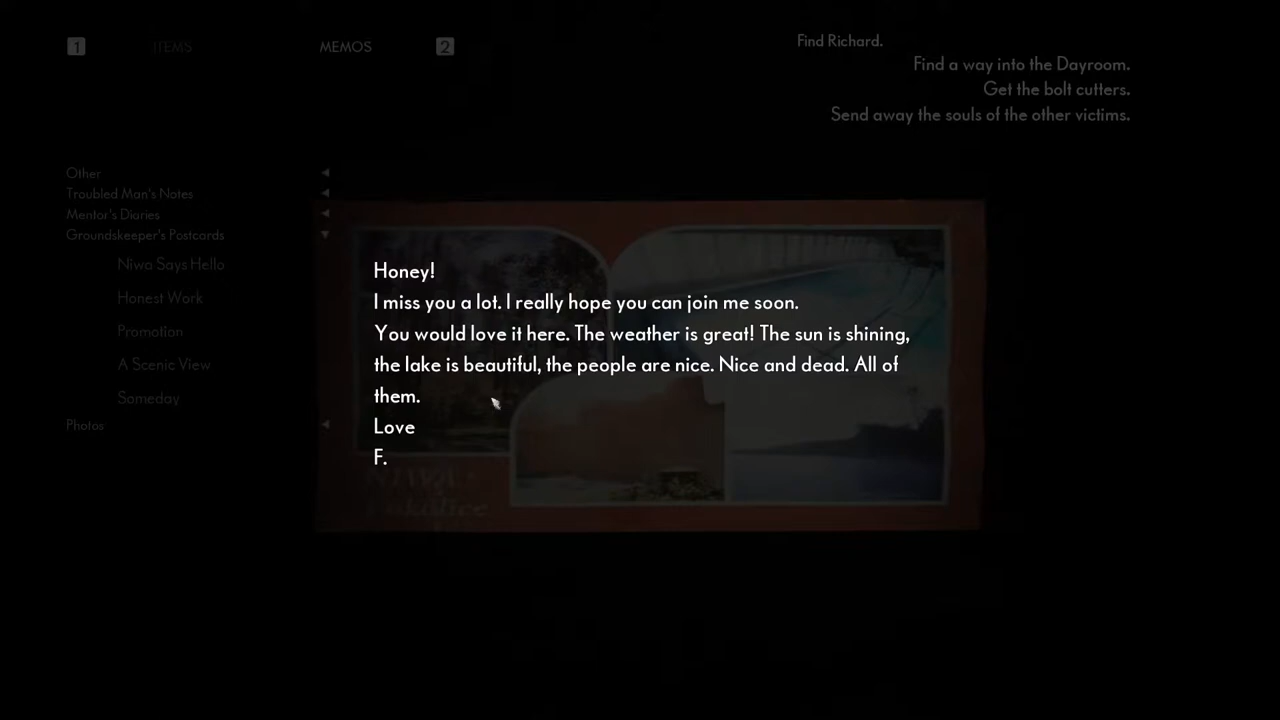 1 ITEMS MEMOS 2
Find Richard.
Find a way into the Dayroom.
Get the bolt cutters.
Send away the souls of the other victims.
Other
Troubled Man's Notes
Mentor's Diaries
Groundskeeper's Postcards
Niwa Says Hello
Honest Work
Promotion
A Scenic View
Someday
Photos
Honey!
I miss you a lot. I really hope you can join me soon.
You would love it here. The weather is great! The sun is shining,
the lake is beautiful, the people are nice. Nice and dead. All of
them.
Love
F.